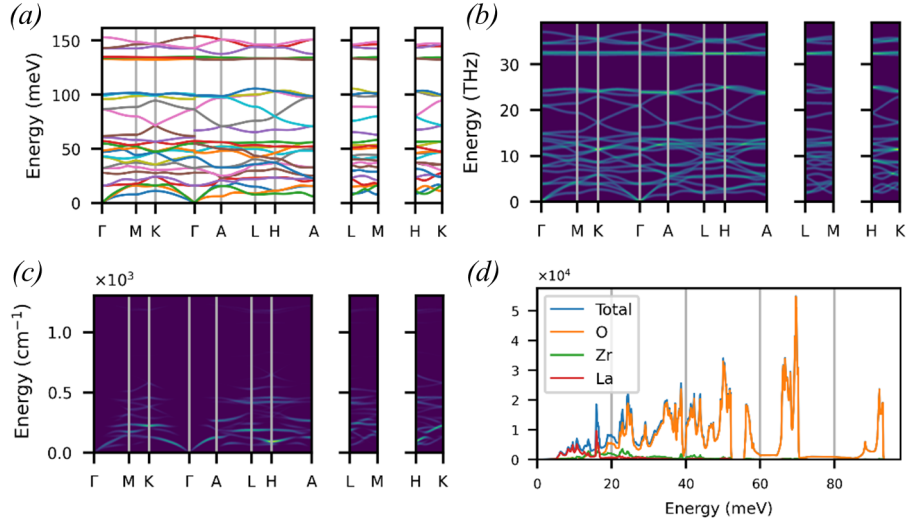 (a)
Energy (meV)
150
100
50
0
Γ M K Γ A L H A L M H K
(b)
Energy (THz)
30
20
10
0
Γ M K Γ A L H A L M H K
(c)
×10³
Energy (cm⁻¹)
1.0
0.5
0.0
Γ M K Γ A L H A L M H K
(d)
×10⁴
5
4
3
2
1
0
Total
O
Zr
La
0 20 40 60 80
Energy (meV)